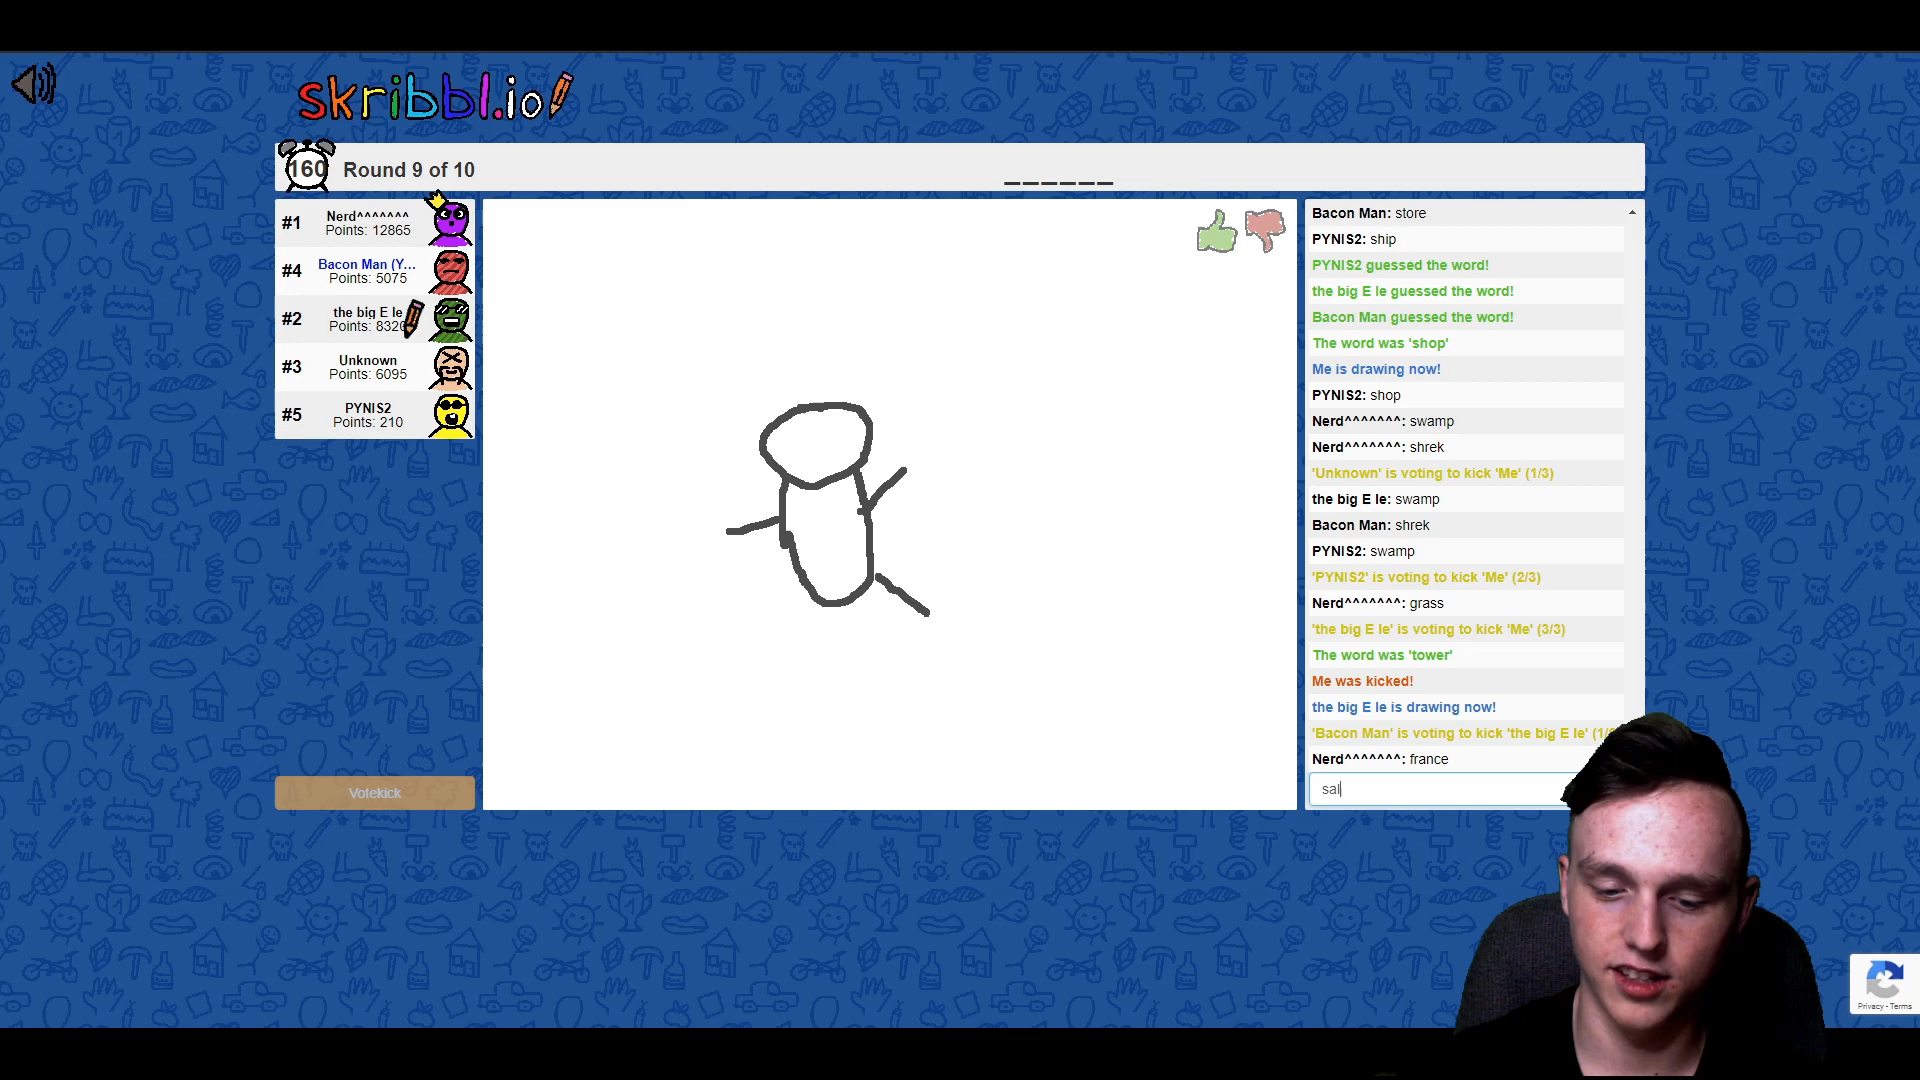 skribbl.io
160
Round 9 of 10
______
#1
Nerd^^^^^^^
Points: 12865
#4
Bacon Man (Y...
Points: 5075
#2
the big E le
Points: 8320
#3
Unknown
Points: 6095
#5
PYNIS2
Points: 210
Votekick
Bacon Man: store
PYNIS2: ship
PYNIS2 guessed the word!
the big E le guessed the word!
Bacon Man guessed the word!
The word was 'shop'
Me is drawing now!
PYNIS2: shop
Nerd^^^^^^^: swamp
Nerd^^^^^^^: shrek
'Unknown' is voting to kick 'Me' (1/3)
the big E le: swamp
Bacon Man: shrek
PYNIS2: swamp
'PYNIS2' is voting to kick 'Me' (2/3)
Nerd^^^^^^^: grass
'the big E le' is voting to kick 'Me' (3/3)
The word was 'tower'
Me was kicked!
the big E le is drawing now!
'Bacon Man' is voting to kick 'the big E le' (1/
Nerd^^^^^^^: france
sal
Privacy - Terms